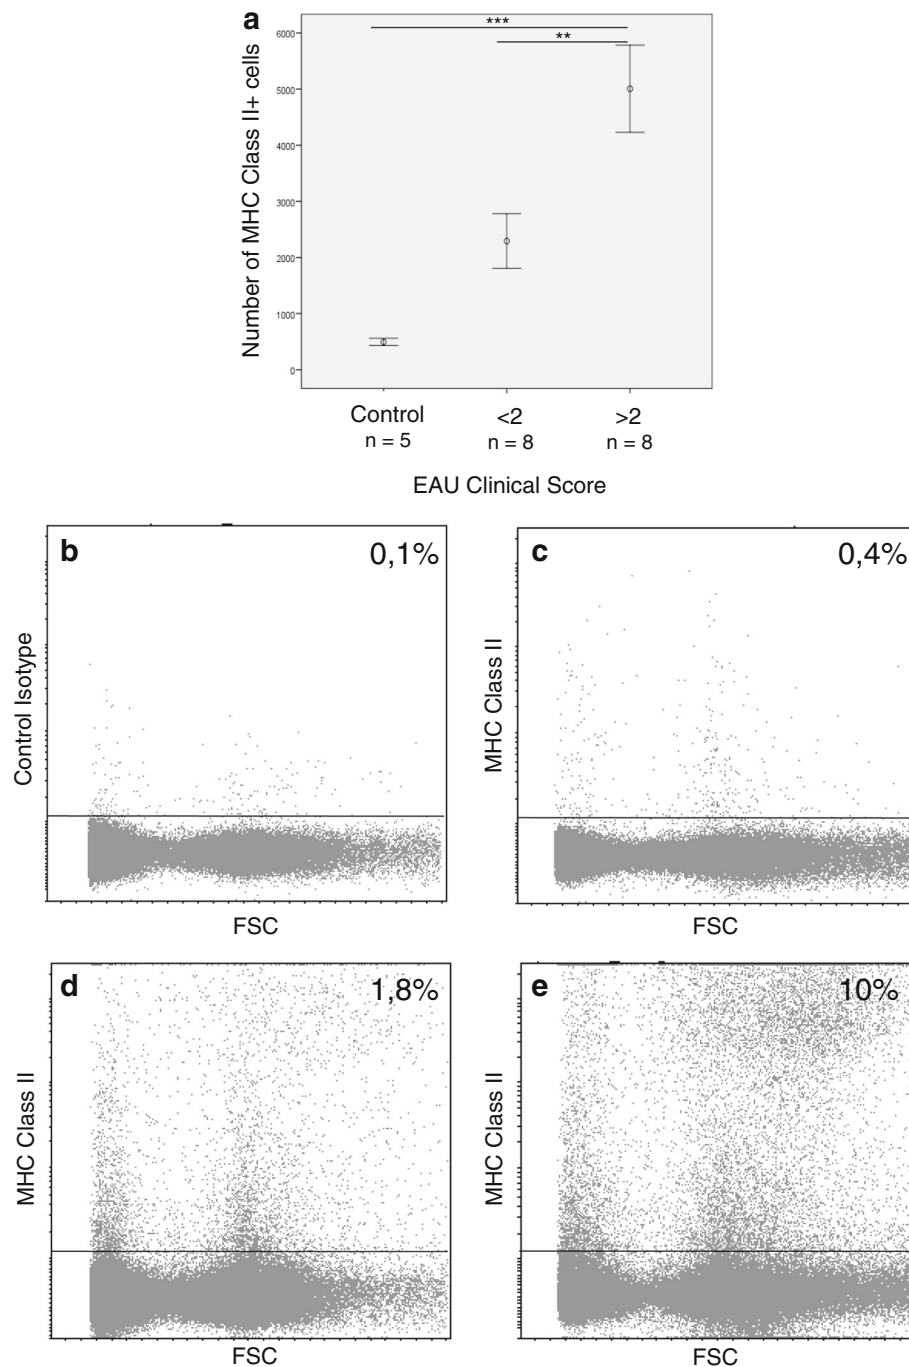 a
***
**
6000
5000
4000
3000
2000
1000
0
Number of MHC Class II+ cells
Control <2 >2
n = 5 n = 8 n = 8
EAU Clinical Score
b 0,1%
Control Isotype
FSC
c 0,4%
MHC Class II
FSC
d 1,8%
MHC Class II
FSC
e 10%
MHC Class II
FSC